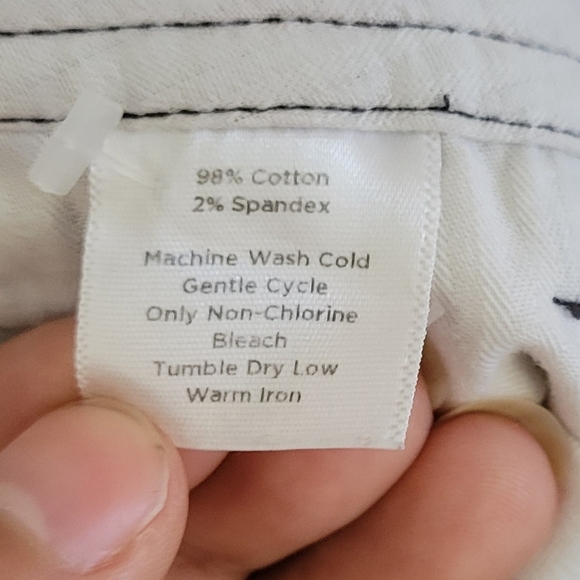 98% Cotton
2% Spandex
Machine Wash Cold
Gentle Cycle
Only Non-Chlorine
Bleach
Tumble Dry Low
Warm Iron